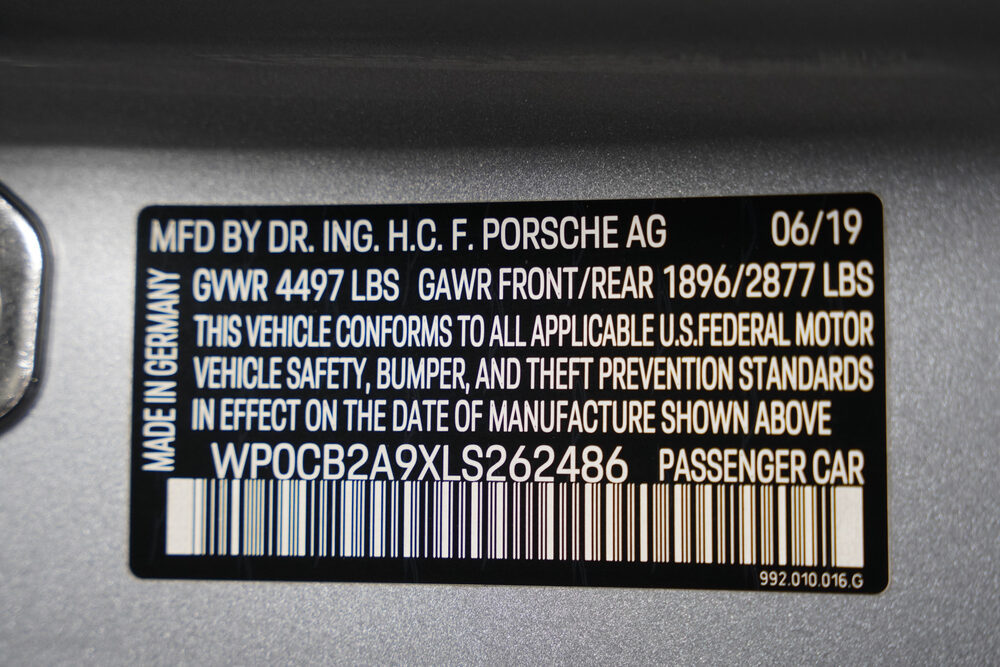 MFD BY DR. ING. H.C. F. PORSCHE AG 06/19
GVWR 4497 LBS GAWR FRONT/REAR 1896/2877 LBS
THIS VEHICLE CONFORMS TO ALL APPLICABLE U.S.FEDERAL MOTOR
VEHICLE SAFETY, BUMPER, AND THEFT PREVENTION STANDARDS
IN EFFECT ON THE DATE OF MANUFACTURE SHOWN ABOVE
WP0CB2A9XLS262486 PASSENGER CAR
992.010.016.G
MADE IN GERMANY